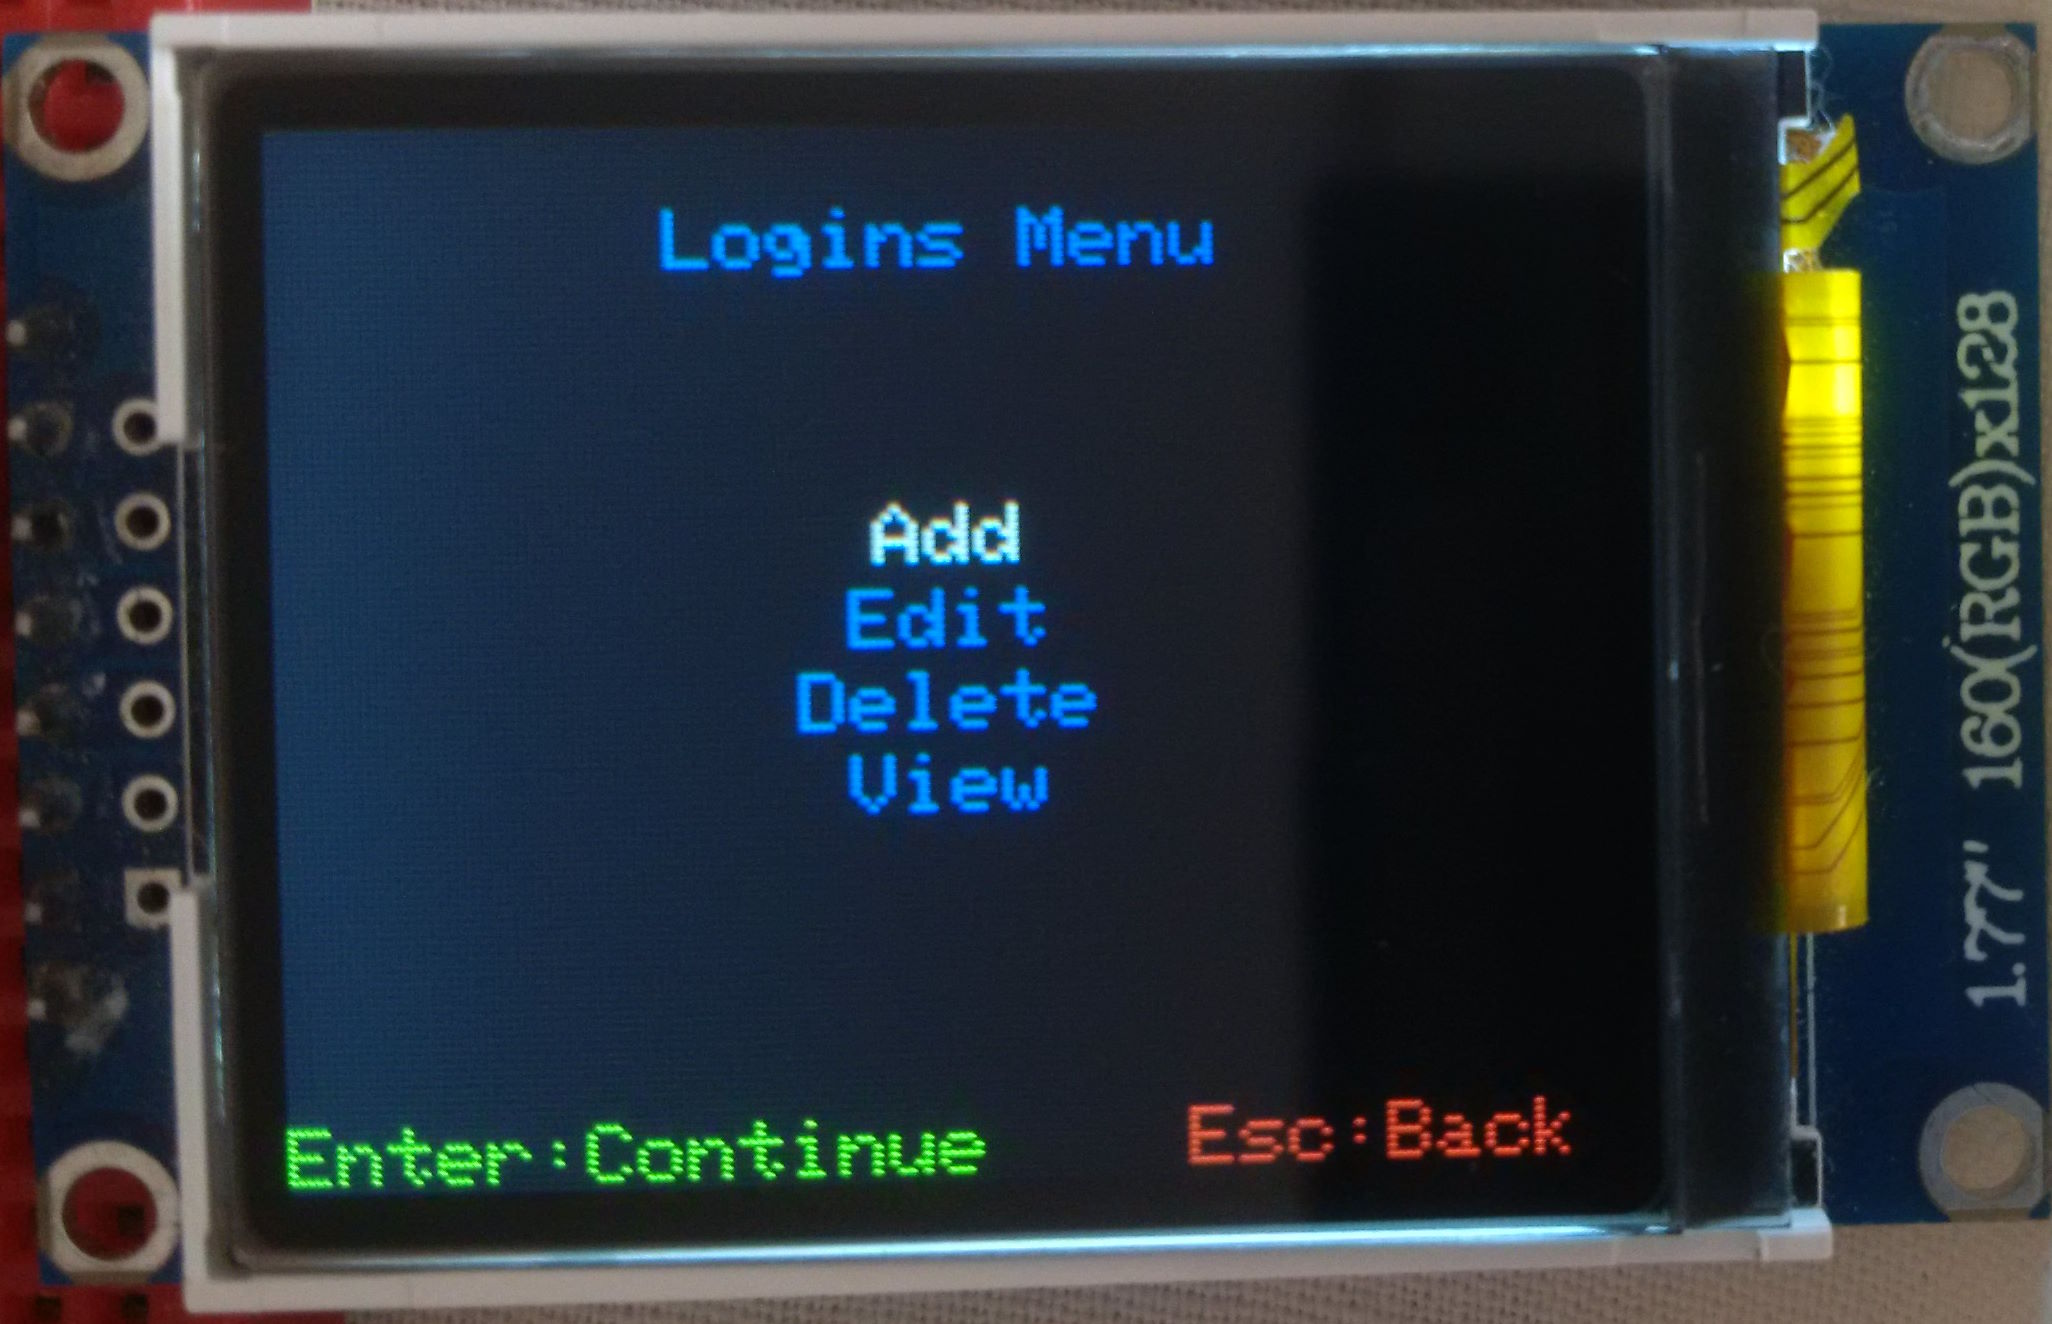 Logins Menu
Add
Edit
Delete
View
Enter:Continue
Esc:Back
1.77" 160(RGB)x128